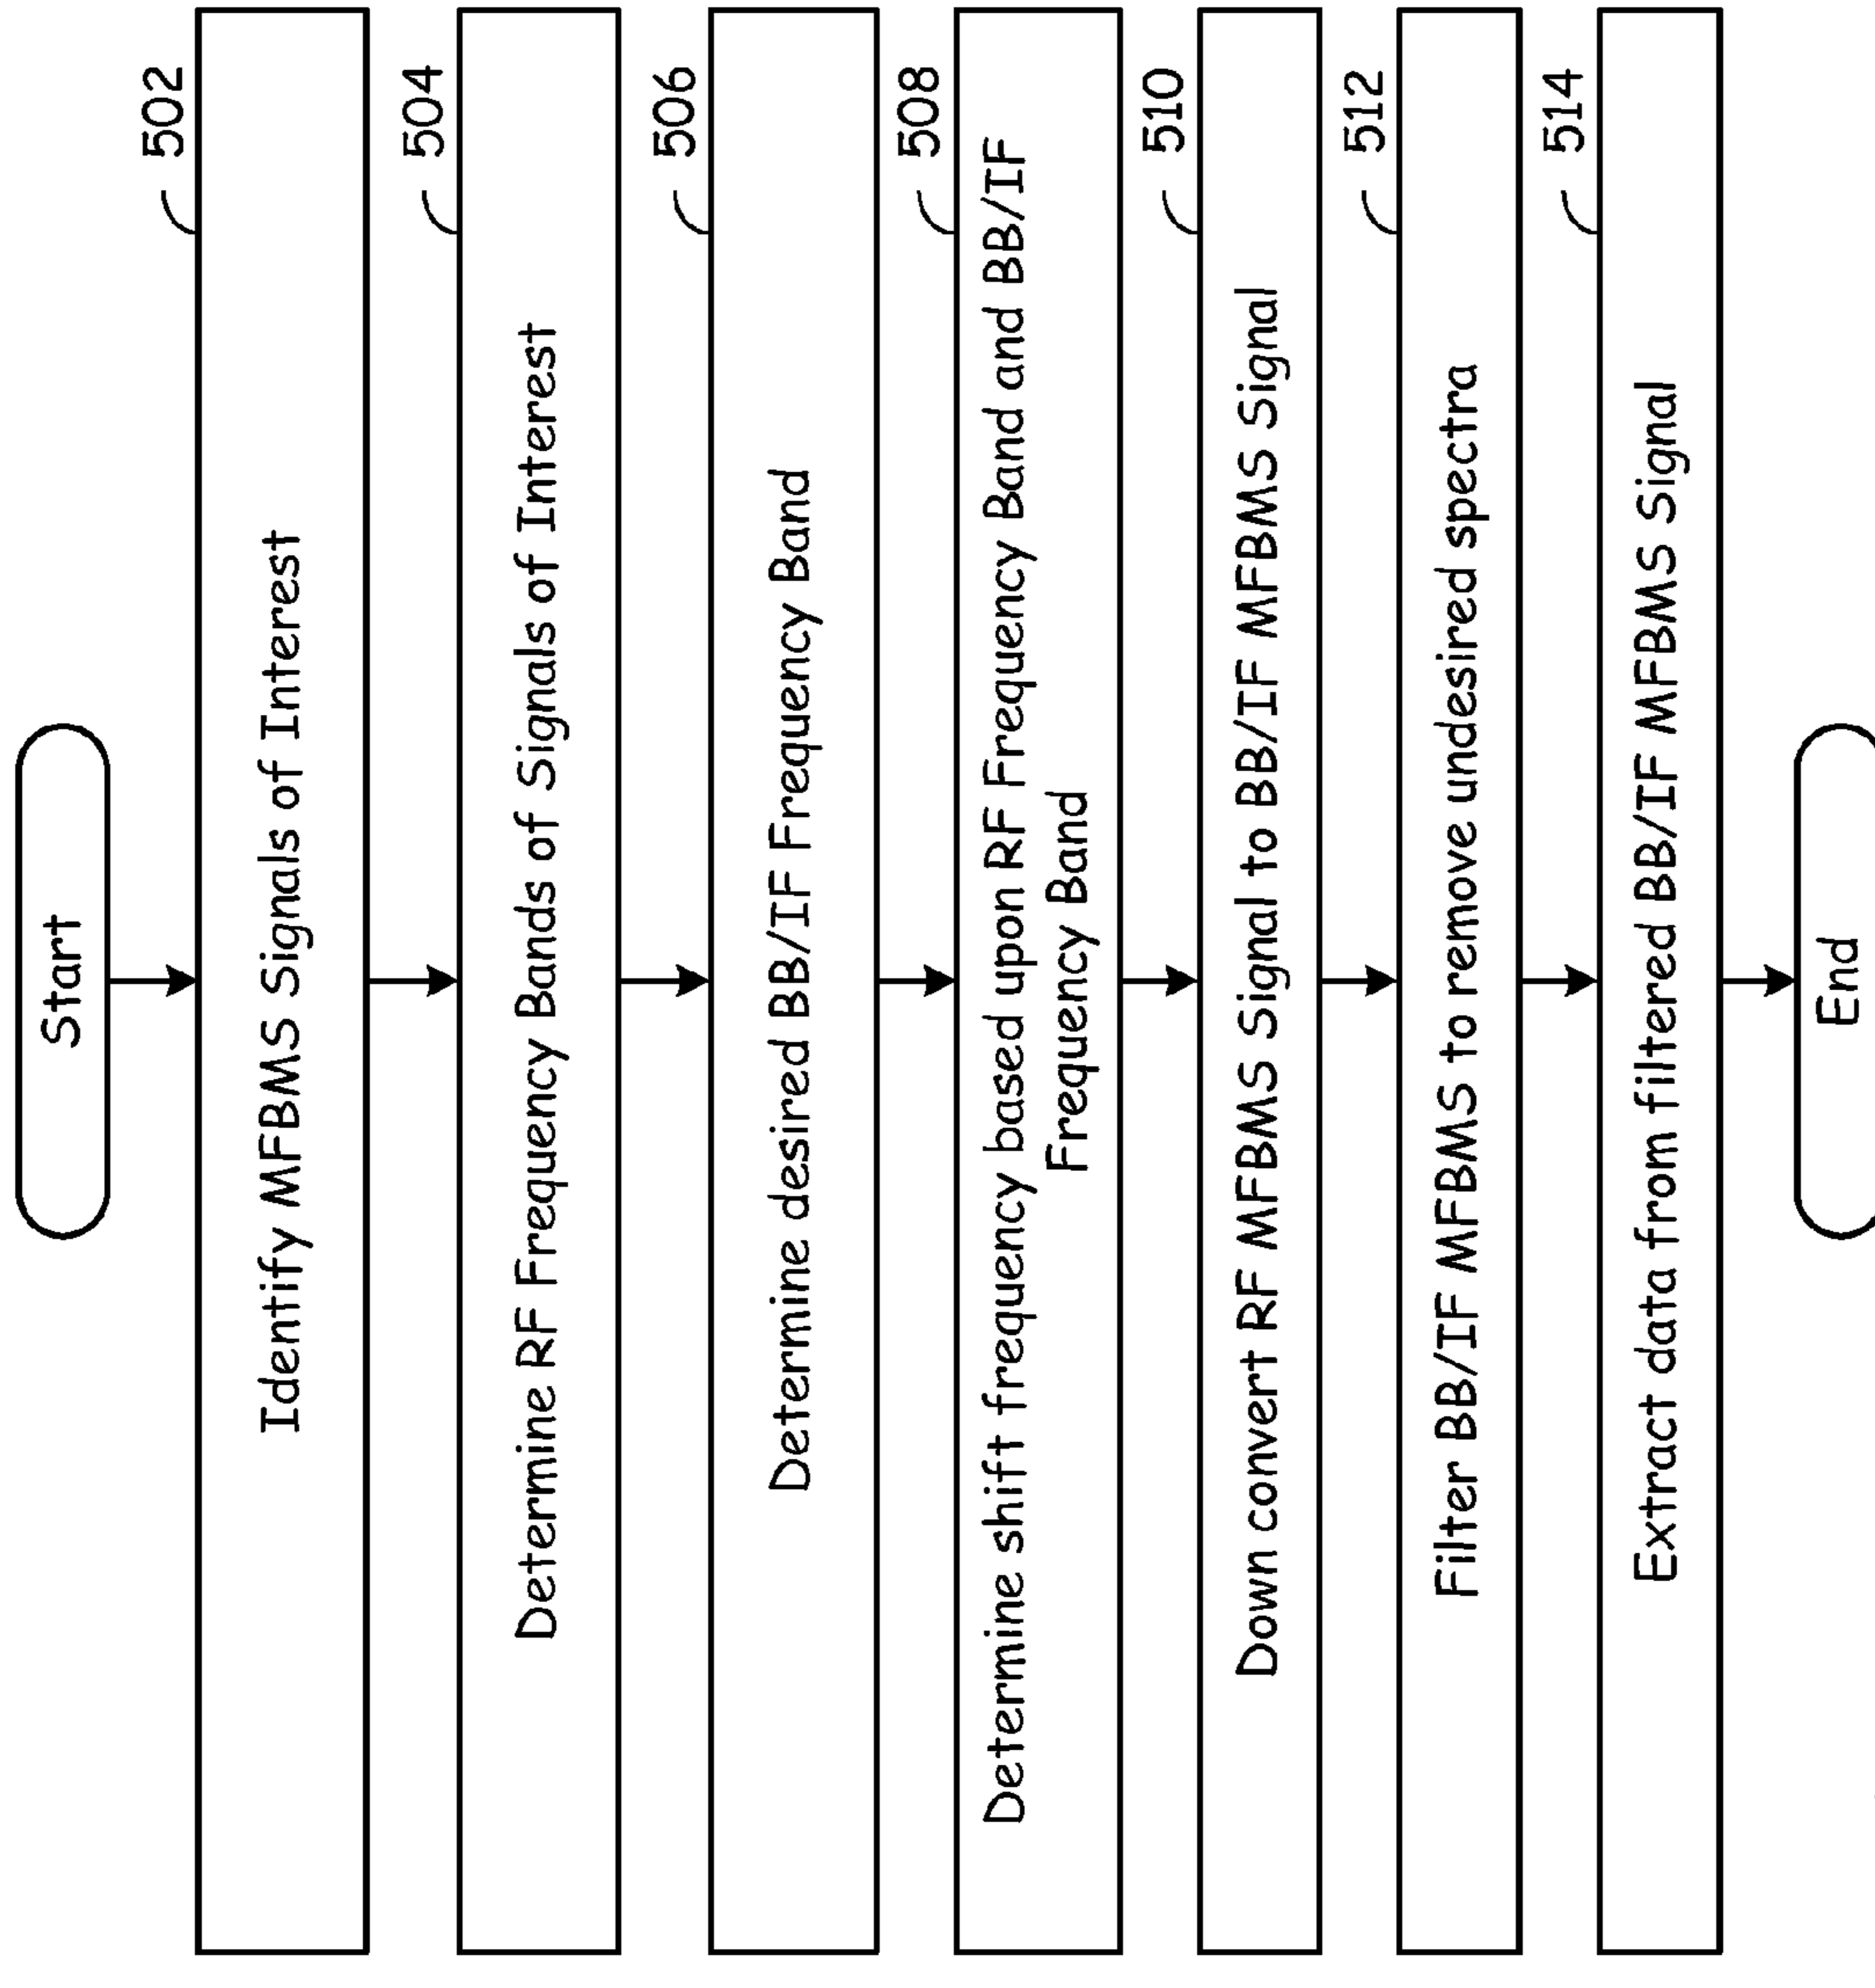 Start
502
Identify MFBMS Signals of Interest
504
Determine RF Frequency Bands of Signals of Interest
506
Determine desired BB/IF Frequency Band
508
Determine shift frequency based upon RF Frequency Band and BB/IF
Frequency Band
510
Down convert RF MFBMS Signal to BB/IF MFBMS Signal
512
Filter BB/IF MFBMS to remove undesired spectra
514
Extract data from filtered BB/IF MFBMS Signal
End